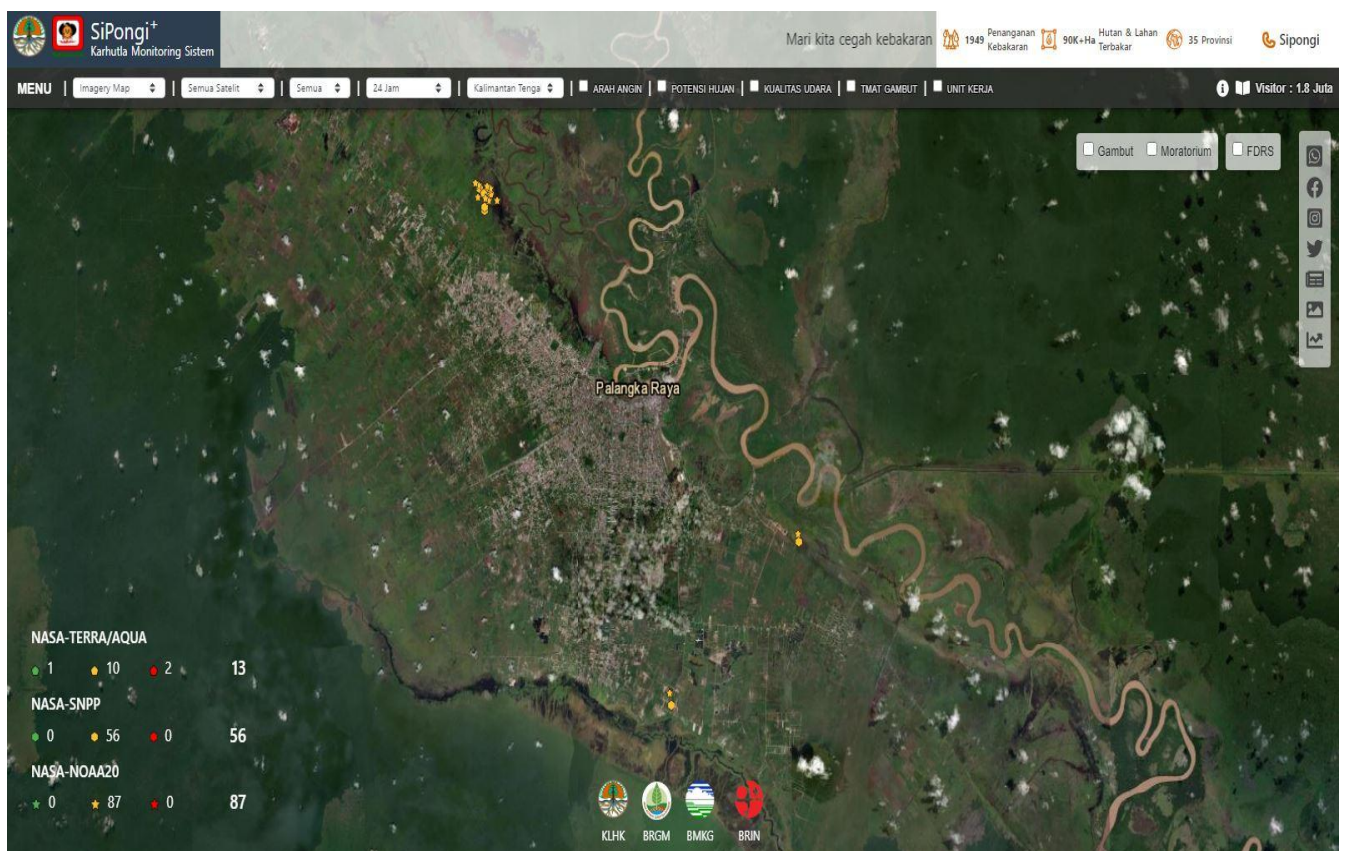 SiPongi+
Karhutla Monitoring Sistem
Mari kita cegah kebakaran
1949 Penanganan Kebakaran
90K+Ha Hutan & Lahan Terbakar
35 Provinsi
Sipongi
MENU | Imagery Map | Semua Satelit | Semua | 24 Jam | Kalimantan Tenga | ARAH ANGIN | POTENSI HUJAN | KUALITAS UDARA | TMAT GAMBUT | UNIT KERJA
Visitor : 1.8 Juta
Gambut Moratorium FDRS
Palangka Raya
NASA-TERRA/AQUA
1 10 2 13
NASA-SNPP
0 56 0 56
NASA-NOAA20
0 87 0 87
KLHK BRGM BMKG BRIN